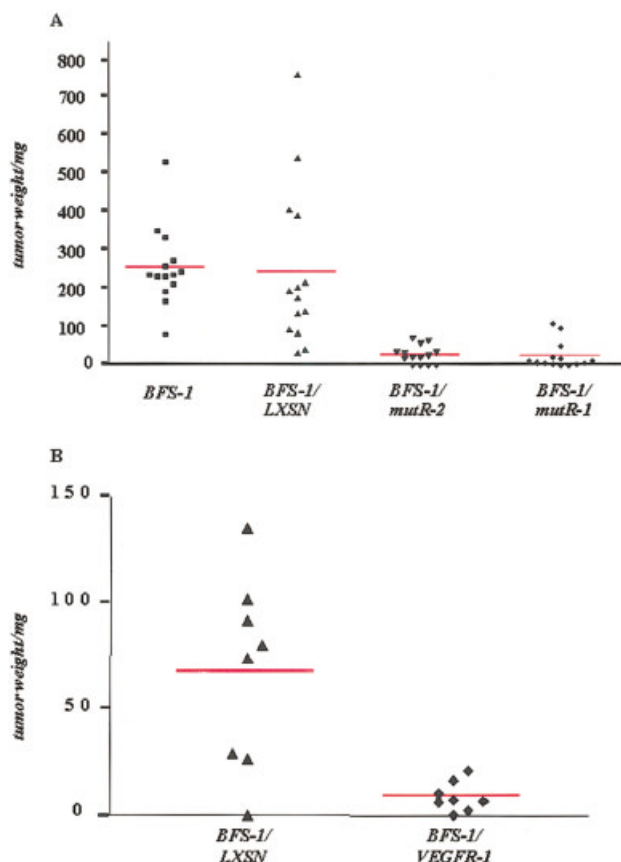 A
tumor weight/mg
800
700
600
500
400
300
200
100
0
BFS-1
BFS-1/
LXSN
BFS-1/
mutR-2
BFS-1/
mutR-1
B
tumor weight/mg
150
100
50
0
BFS-1/
LXSN
BFS-1/
VEGFR-1